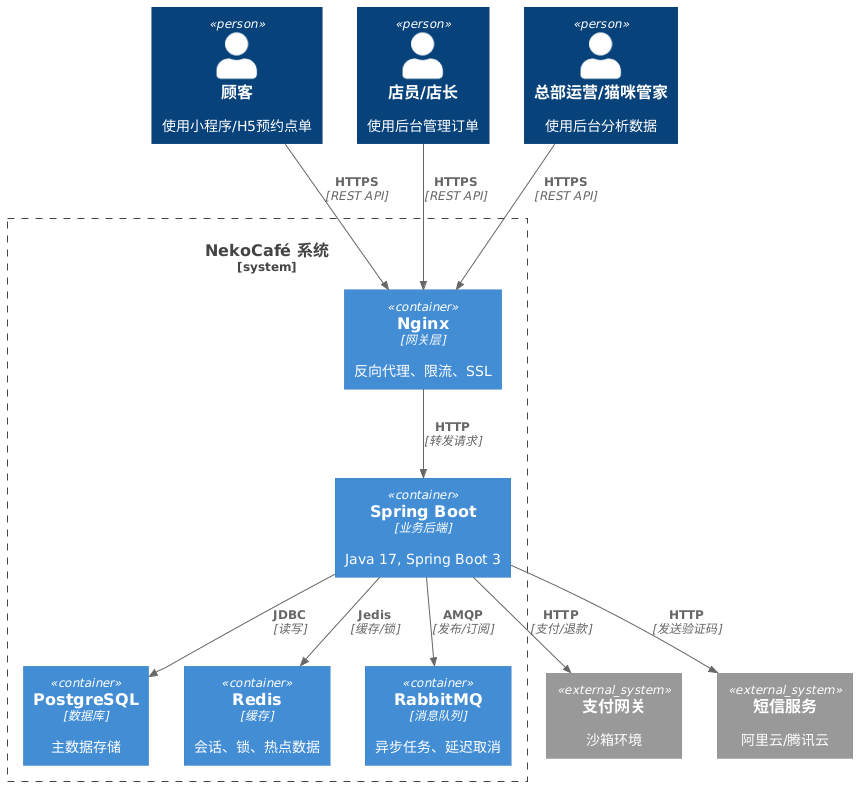 «person»
顾客
使用小程序/H5预约点单
«person»
店员/店长
使用后台管理订单
«person»
总部运营/猫咪管家
使用后台分析数据
HTTPS
[REST API]
HTTPS
[REST API]
HTTPS
[REST API]
NekoCafé 系统
[system]
«container»
Nginx
[网关层]
反向代理、限流、SSL
HTTP
[转发请求]
«container»
Spring Boot
[业务后端]
Java 17, Spring Boot 3
JDBC
[读写]
Jedis
[缓存/锁]
AMQP
[发布/订阅]
HTTP
[支付/退款]
HTTP
[发送验证码]
«container»
PostgreSQL
[数据库]
主数据存储
«container»
Redis
[缓存]
会话、锁、热点数据
«container»
RabbitMQ
[消息队列]
异步任务、延迟取消
«external_system»
支付网关
沙箱环境
«external_system»
短信服务
阿里云/腾讯云